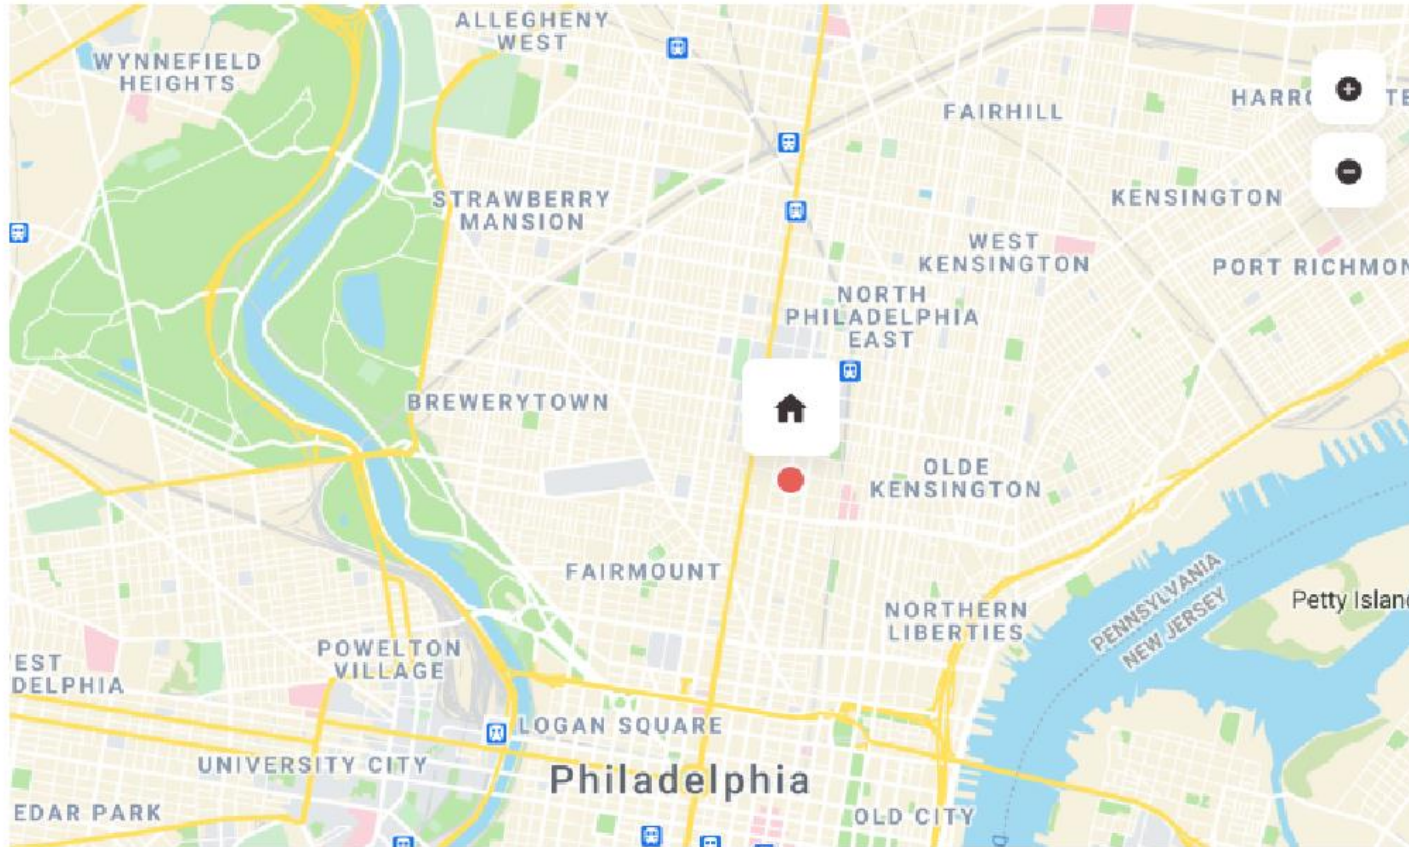 ALLEGHENY
WEST
WYNNEFIELD
HEIGHTS
FAIRHILL
STRAWBERRY
MANSION
KENSINGTON
WEST
KENSINGTON
PORT RICHMON
NORTH
PHILADELPHIA
EAST
BREWERYTOWN
OLDE
KENSINGTON
FAIRMOUNT
PENNSYLVANIA
NEW JERSEY
Petty Islan
NORTHERN
LIBERTIES
POWELTON
VILLAGE
EST
DELPHIA
LOGAN SQUARE
UNIVERSITY CITY
Philadelphia
EDAR PARK
OLD CITY